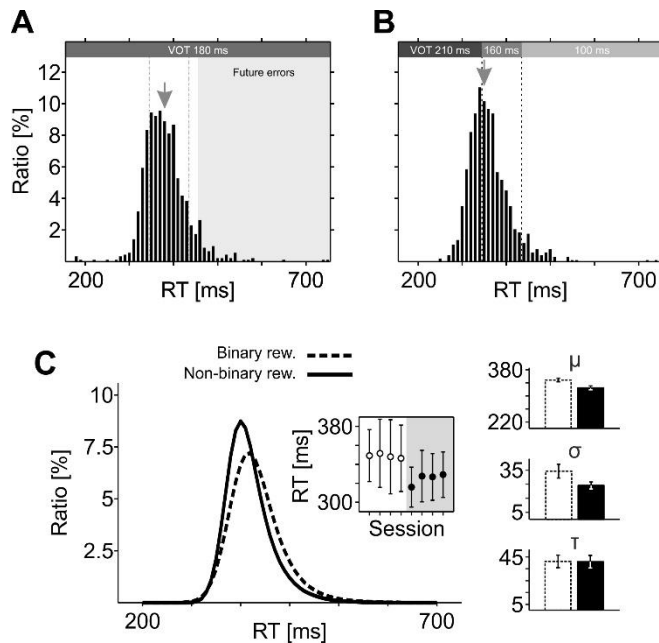 A
VOT 180 ms
Future errors
12
10
8
6
4
2
Ratio [%]
200
700
RT [ms]
B
VOT 210 ms
160 ms
100 ms
200
700
RT [ms]
C
Binary rew.
Non-binary rew.
10
7.5
5
2.5
Ratio [%]
200
700
RT [ms]
380
300
RT [ms]
Session
μ
380
220
σ
35
5
τ
45
5